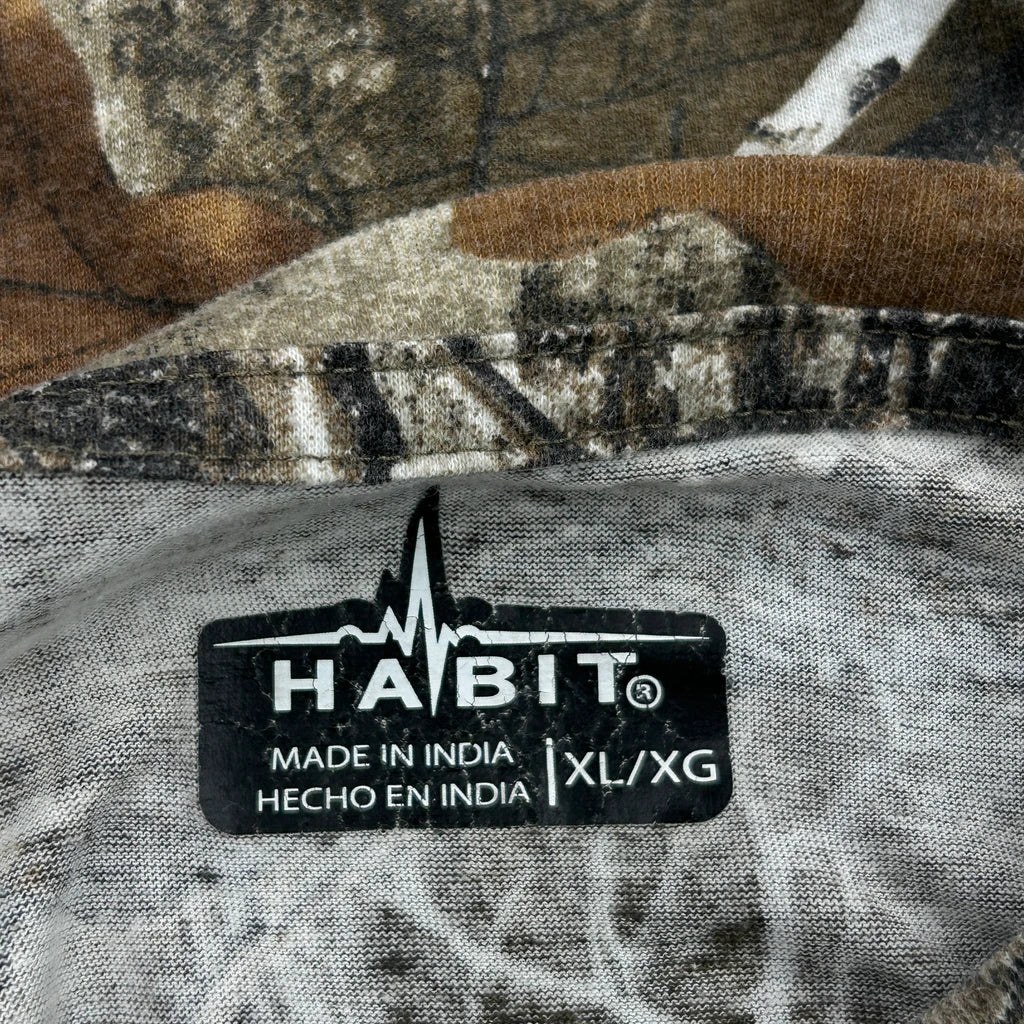 HABIT®
MADE IN INDIA
HECHO EN INDIA
XL/XG